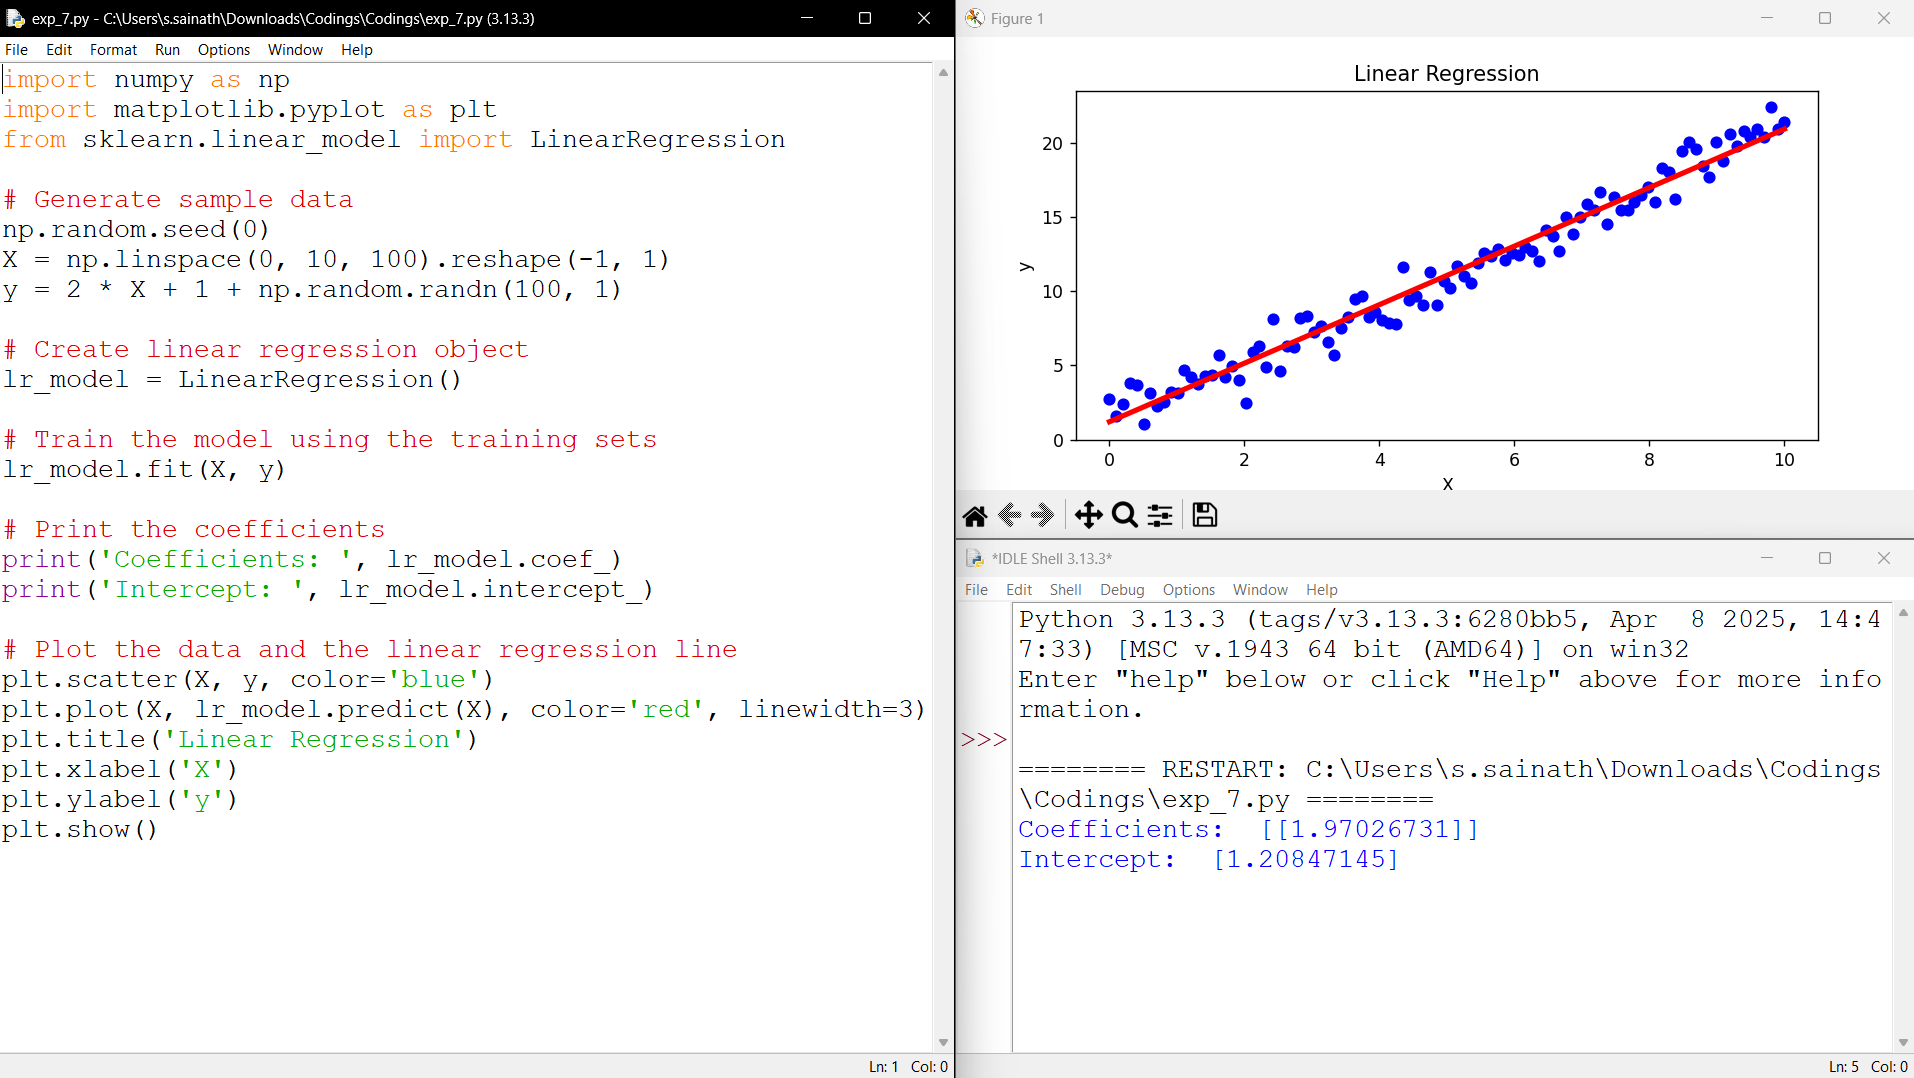 exp_7.py - C:\Users\s.sainath\Downloads\Codings\Codings\exp_7.py (3.13.3)
File Edit Format Run Options Window Help
import numpy as np
import matplotlib.pyplot as plt
from sklearn.linear_model import LinearRegression
# Generate sample data
np.random.seed(0)
X = np.linspace(0, 10, 100).reshape(-1, 1)
y = 2 * X + 1 + np.random.randn(100, 1)
# Create linear regression object
lr_model = LinearRegression()
# Train the model using the training sets
lr_model.fit(X, y)
# Print the coefficients
print('Coefficients: ', lr_model.coef_)
print('Intercept: ', lr_model.intercept_)
# Plot the data and the linear regression line
plt.scatter(X, y, color='blue')
plt.plot(X, lr_model.predict(X), color='red', linewidth=3)
plt.title('Linear Regression')
plt.xlabel('X')
plt.ylabel('y')
plt.show()
Ln: 1 Col: 0
Figure 1
Linear Regression
20
15
10
5
0
y
0 2 4 6 8 10
X
*IDLE Shell 3.13.3*
File Edit Shell Debug Options Window Help
Python 3.13.3 (tags/v3.13.3:6280bb5, Apr  8 2025, 14:4
7:33) [MSC v.1943 64 bit (AMD64)] on win32
Enter "help" below or click "Help" above for more info
rmation.
>>>
======== RESTART: C:\Users\s.sainath\Downloads\Codings
\Codings\exp_7.py ========
Coefficients:  [[1.97026731]]
Intercept:  [1.20847145]
Ln: 5 Col: 0